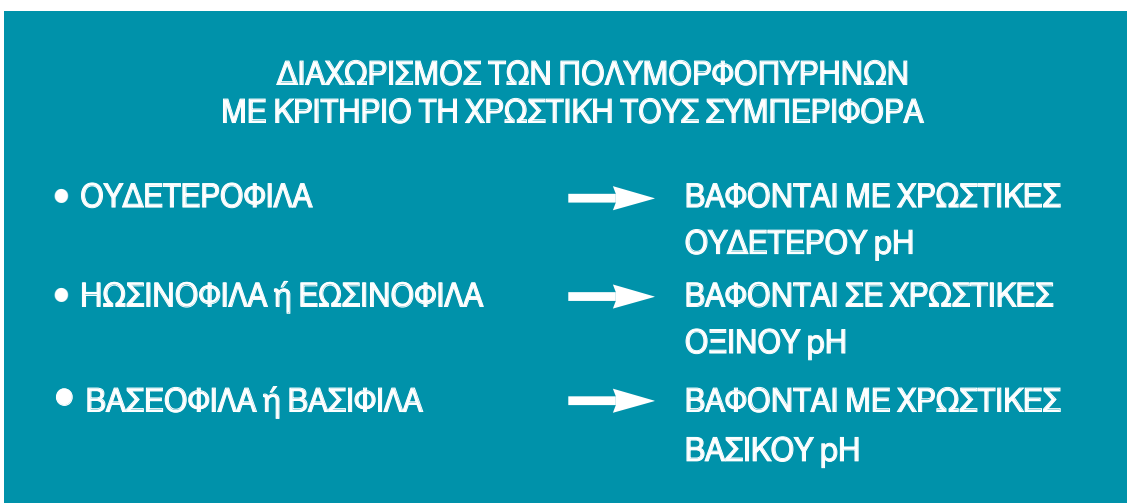 ΔΙΑΧΩΡΙΣΜΟΣ ΤΩΝ ΠΟΛΥΜΟΡΦΟΠΥΡΗΝΩΝ
ΜΕ ΚΡΙΤΗΡΙΟ ΤΗ ΧΡΩΣΤΙΚΗ ΤΟΥΣ ΣΥΜΠΕΡΙΦΟΡΑ
• ΟΥΔΕΤΕΡΟΦΙΛΑ → ΒΑΦΟΝΤΑΙ ΜΕ ΧΡΩΣΤΙΚΕΣ
ΟΥΔΕΤΕΡΟΥ pH
• ΗΩΣΙΝΟΦΙΛΑ ή ΕΩΣΙΝΟΦΙΛΑ → ΒΑΦΟΝΤΑΙ ΣΕ ΧΡΩΣΤΙΚΕΣ
ΟΞΙΝΟΥ pH
• ΒΑΣΕΟΦΙΛΑ ή ΒΑΣΙΦΙΛΑ → ΒΑΦΟΝΤΑΙ ΜΕ ΧΡΩΣΤΙΚΕΣ
ΒΑΣΙΚΟΥ pH